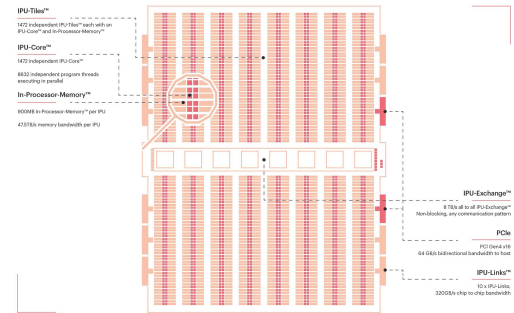 IPU-Tiles™
1472 independent IPU-Tiles™ each with an
IPU-Core™ and In-Processor-Memory™
IPU-Core™
1472 independent IPU-Core™
8832 independent program threads
executing in parallel
In-Processor-Memory™
900MB In-Processor-Memory™ per IPU
47.5TB/s memory bandwidth per IPU
IPU-Exchange™
8 TB/s all to all IPU-Exchange™
Non-blocking, any communication pattern
PCIe
PCI Gen4 x16
64 GB/s bidirectional bandwidth to host
IPU-Links™
10 x IPU-Links,
320GB/s chip to chip bandwidth